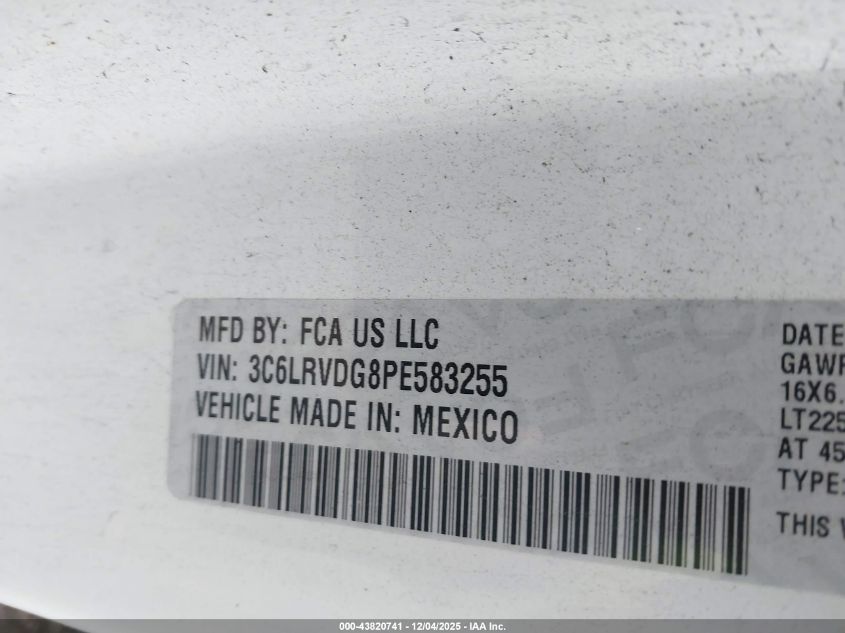 MFD BY: FCA US LLC
VIN: 3C6LRVDG8PE583255
VEHICLE MADE IN: MEXICO
DATE
GAWR
16X6.
LT225
AT 45
TYPE:
THIS
000-43820741 - 12/04/2025 - IAA Inc.